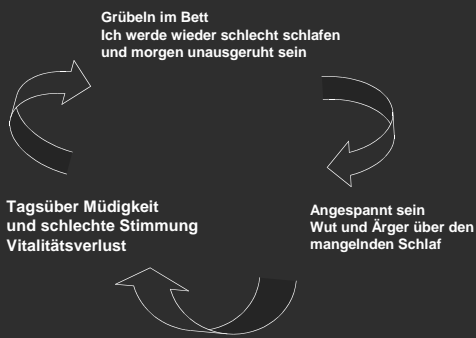 Grübeln im Bett
Ich werde wieder schlecht schlafen
und morgen unausgeruht sein
Angespannt sein
Wut und Ärger über den
mangelnden Schlaf
Tagsüber Müdigkeit
und schlechte Stimmung
Vitalitätsverlust